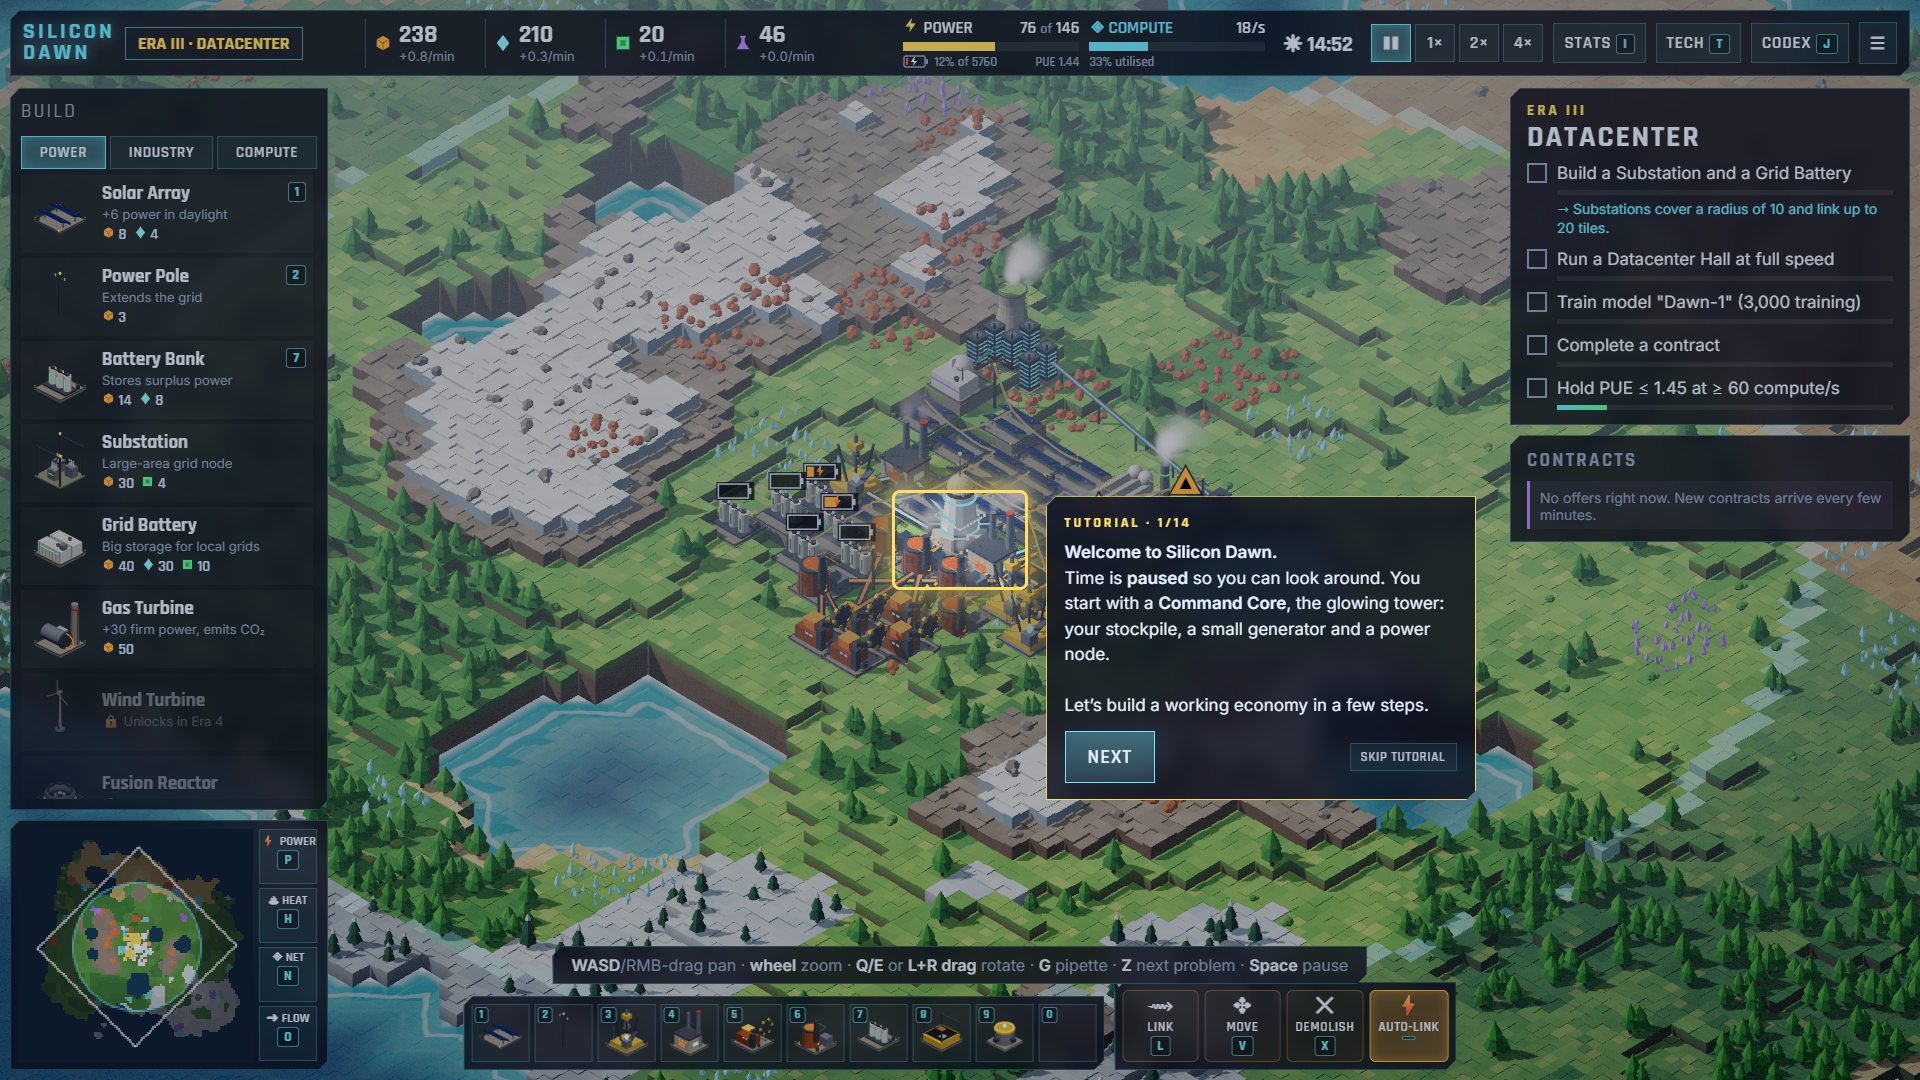 SILICON
DAWN
ERA III · DATACENTER
238
+0.8/min
210
+0.3/min
20
+0.1/min
46
+0.0/min
POWER 76 of 146
12% of 5760 PUE 1.44
COMPUTE 18/s
33% utilised
14:52
1×
2×
4×
STATS I
TECH T
CODEX J
BUILD
POWER
INDUSTRY
COMPUTE
Solar Array 1
+6 power in daylight
8 4
Power Pole 2
Extends the grid
3
Battery Bank 7
Stores surplus power
14 8
Substation
Large-area grid node
30 4
Grid Battery
Big storage for local grids
40 30 10
Gas Turbine
+30 firm power, emits CO₂
50
Wind Turbine
Unlocks in Era 4
Fusion Reactor
POWER
P
HEAT
H
NET
N
FLOW
O
ERA III
DATACENTER
Build a Substation and a Grid Battery
→ Substations cover a radius of 10 and link up to
20 tiles.
Run a Datacenter Hall at full speed
Train model "Dawn-1" (3,000 training)
Complete a contract
Hold PUE ≤ 1.45 at ≥ 60 compute/s
CONTRACTS
No offers right now. New contracts arrive every few
minutes.
TUTORIAL · 1/14
Welcome to Silicon Dawn.
Time is paused so you can look around. You
start with a Command Core, the glowing tower:
your stockpile, a small generator and a power
node.
Let's build a working economy in a few steps.
NEXT
SKIP TUTORIAL
WASD/RMB-drag pan · wheel zoom · Q/E or L+R drag rotate · G pipette · Z next problem · Space pause
1 2 3 4 5 6 7 8 9 0
LINK
L
MOVE
V
DEMOLISH
X
AUTO-LINK